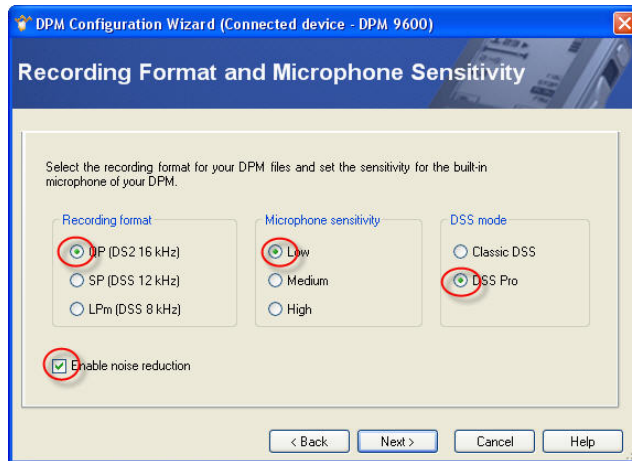 DPM Configuration Wizard (Connected device - DPM 9600)
Recording Format and Microphone Sensitivity
Select the recording format for your DPM files and set the sensitivity for the built-in
microphone of your DPM.
Recording format
QP (DS2 16 kHz)
SP (DSS 12 kHz)
LPm (DSS 8 kHz)
Microphone sensitivity
Low
Medium
High
DSS mode
Classic DSS
DSS Pro
Enable noise reduction
< Back
Next >
Cancel
Help